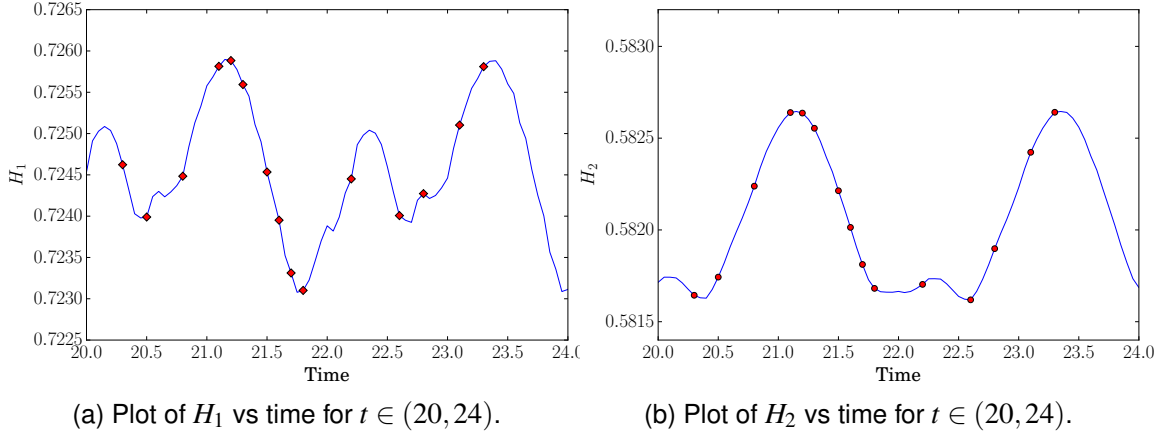 0.7265
0.7260
0.7255
0.7250
0.7245
0.7240
0.7235
0.7230
0.7225
H₁
20.0 20.5 21.0 21.5 22.0 22.5 23.0 23.5 24.0
Time
(a) Plot of H₁ vs time for t ∈ (20,24).
0.5830
0.5825
0.5820
0.5815
H₂
20.0 20.5 21.0 21.5 22.0 22.5 23.0 23.5 24.0
Time
(b) Plot of H₂ vs time for t ∈ (20,24).